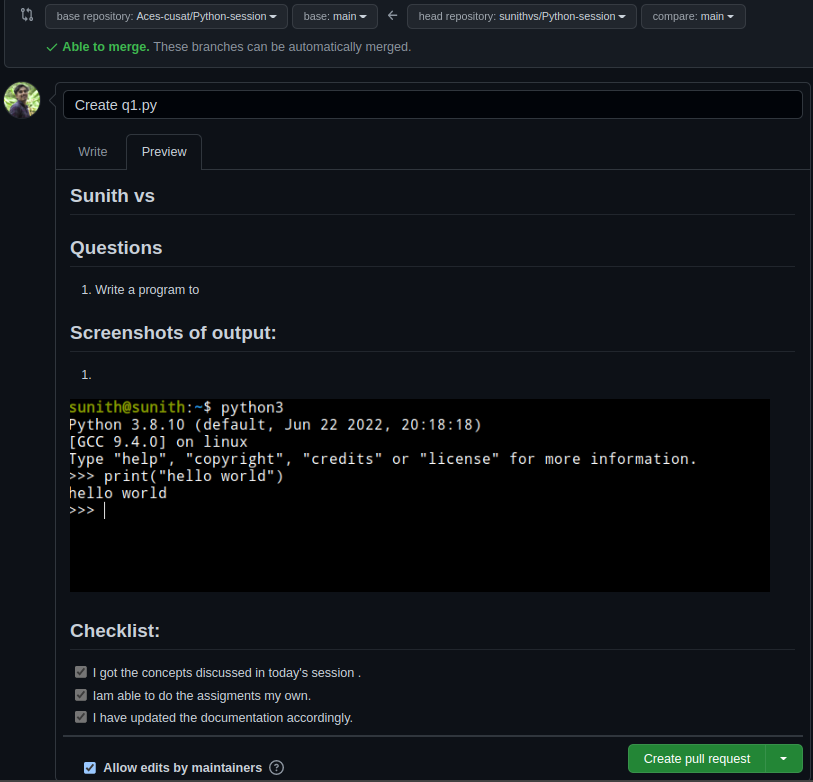 base repository: Aces-cusat/Python-session base: main head repository: sunithvs/Python-session compare: main
Able to merge. These branches can be automatically merged.
Create q1.py
Write Preview
Sunith vs
Questions
1. Write a program to
Screenshots of output:
1.
sunith@sunith:~$ python3
Python 3.8.10 (default, Jun 22 2022, 20:18:18)
[GCC 9.4.0] on linux
Type "help", "copyright", "credits" or "license" for more information.
>>> print("hello world")
hello world
>>>
Checklist:
I got the concepts discussed in today's session .
Iam able to do the assigments my own.
I have updated the documentation accordingly.
Allow edits by maintainers ? Create pull request